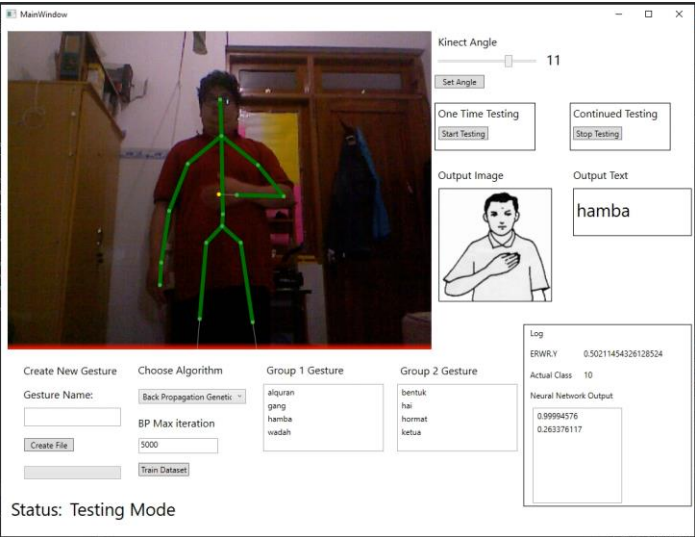 MainWindow
Kinect Angle
11
Set Angle
One Time Testing
Start Testing
Continued Testing
Stop Testing
Output Image
Output Text
hamba
Log
ERWR.Y 0.50211454326128524
Actual Class 10
Neural Network Output
0.99994576
0.263376117
Create New Gesture
Gesture Name:
Create File
Choose Algorithm
Back Propagation Genetic
BP Max iteration
5000
Train Dataset
Group 1 Gesture
alquran
gang
hamba
wadah
Group 2 Gesture
bentuk
hai
hormat
ketua
Status: Testing Mode